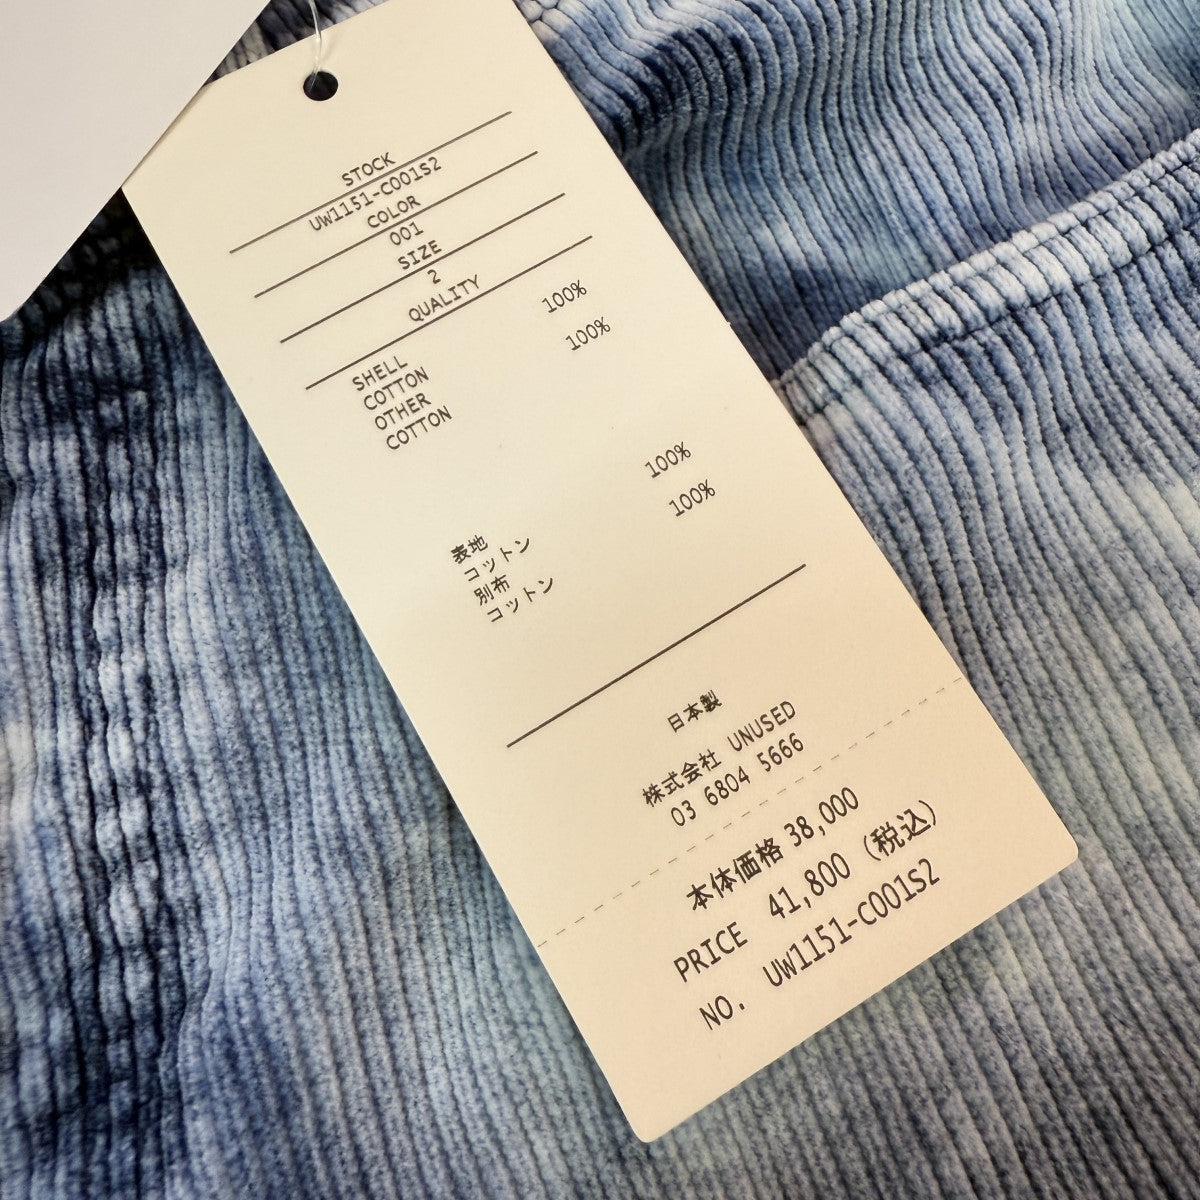 STOCK
UW1151-C001S2
COLOR
001
SIZE
2
QUALITY
SHELL
COTTON 100%
OTHER
COTTON 100%
表地
コットン 100%
別布
コットン 100%
日本製
株式会社 UNUSED
03 6804 5666
本体価格 38,000
PRICE 41,800 (税込)
NO. UW1151-C001S2